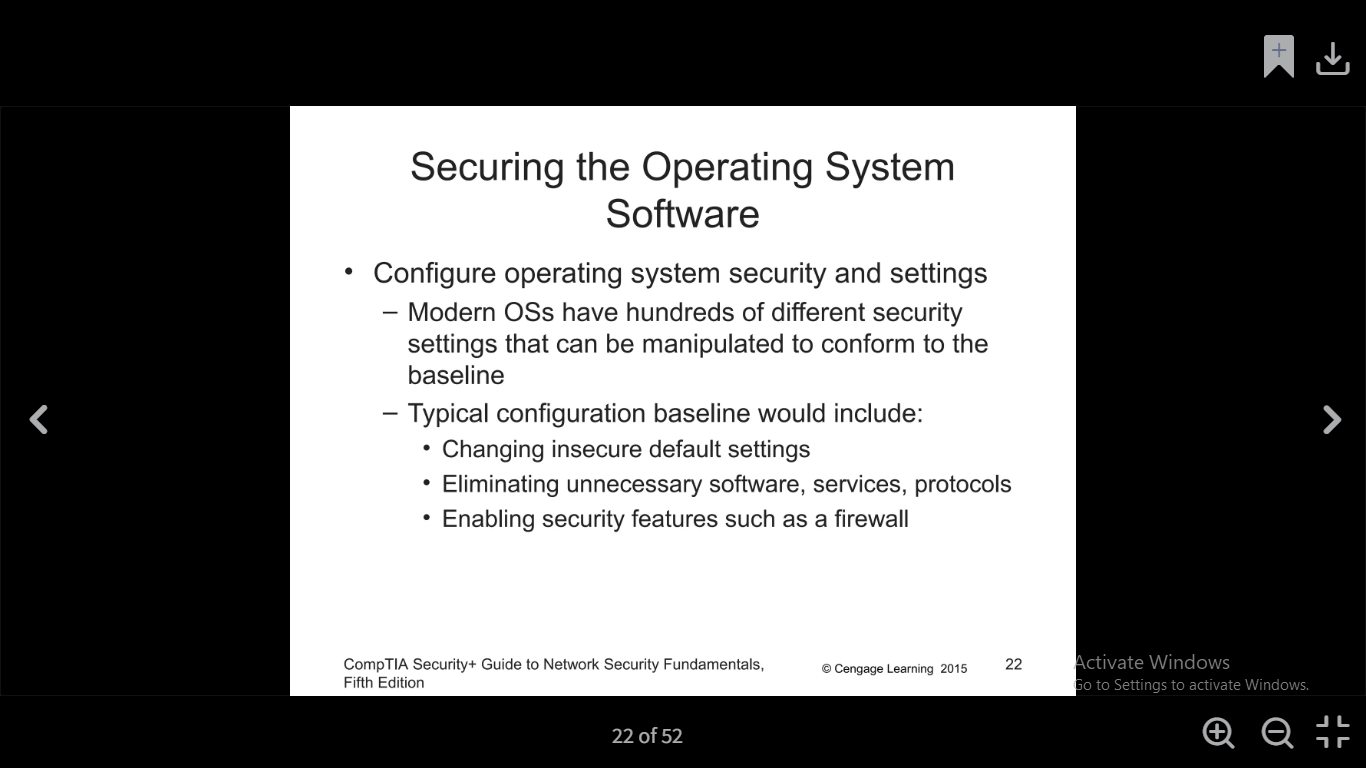 Securing the Operating System
Software
• Configure operating system security and settings
– Modern OSs have hundreds of different security
settings that can be manipulated to conform to the
baseline
– Typical configuration baseline would include:
• Changing insecure default settings
• Eliminating unnecessary software, services, protocols
• Enabling security features such as a firewall
CompTIA Security+ Guide to Network Security Fundamentals,
Fifth Edition
© Cengage Learning 2015
22
Activate Windows
Go to Settings to activate Windows.
22 of 52